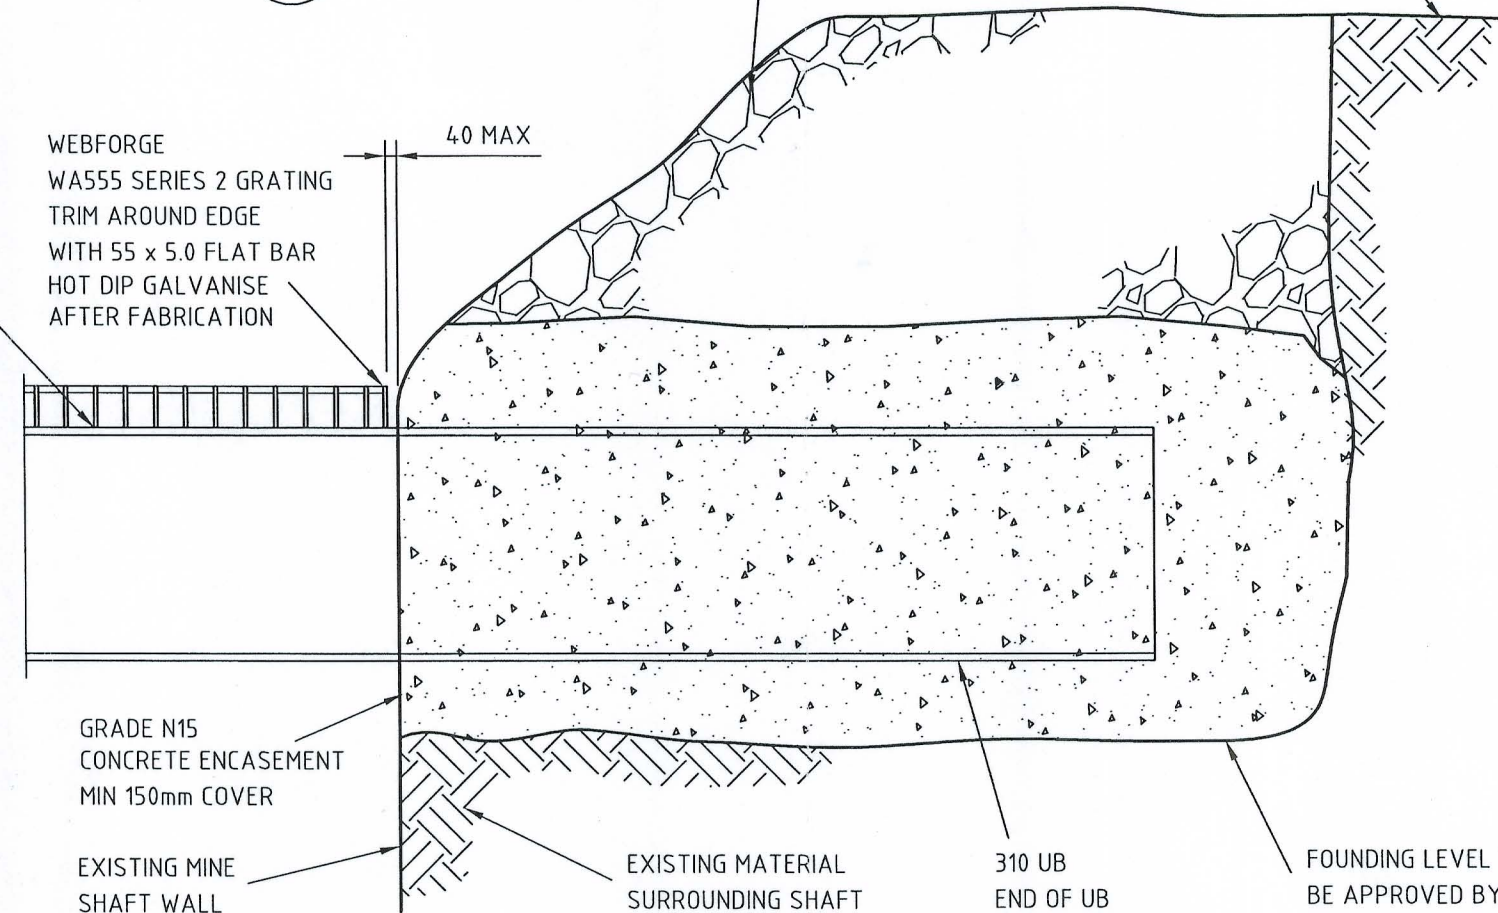 WEBFORGE
WA555 SERIES 2 GRATING
TRIM AROUND EDGE
WITH 55 x 5.0 FLAT BAR
HOT DIP GALVANISE
AFTER FABRICATION
40 MAX
GRADE N15
CONCRETE ENCASEMENT
MIN 150mm COVER
EXISTING MINE
SHAFT WALL
EXISTING MATERIAL
SURROUNDING SHAFT
310 UB
END OF UB
FOUNDING LEVEL
BE APPROVED BY